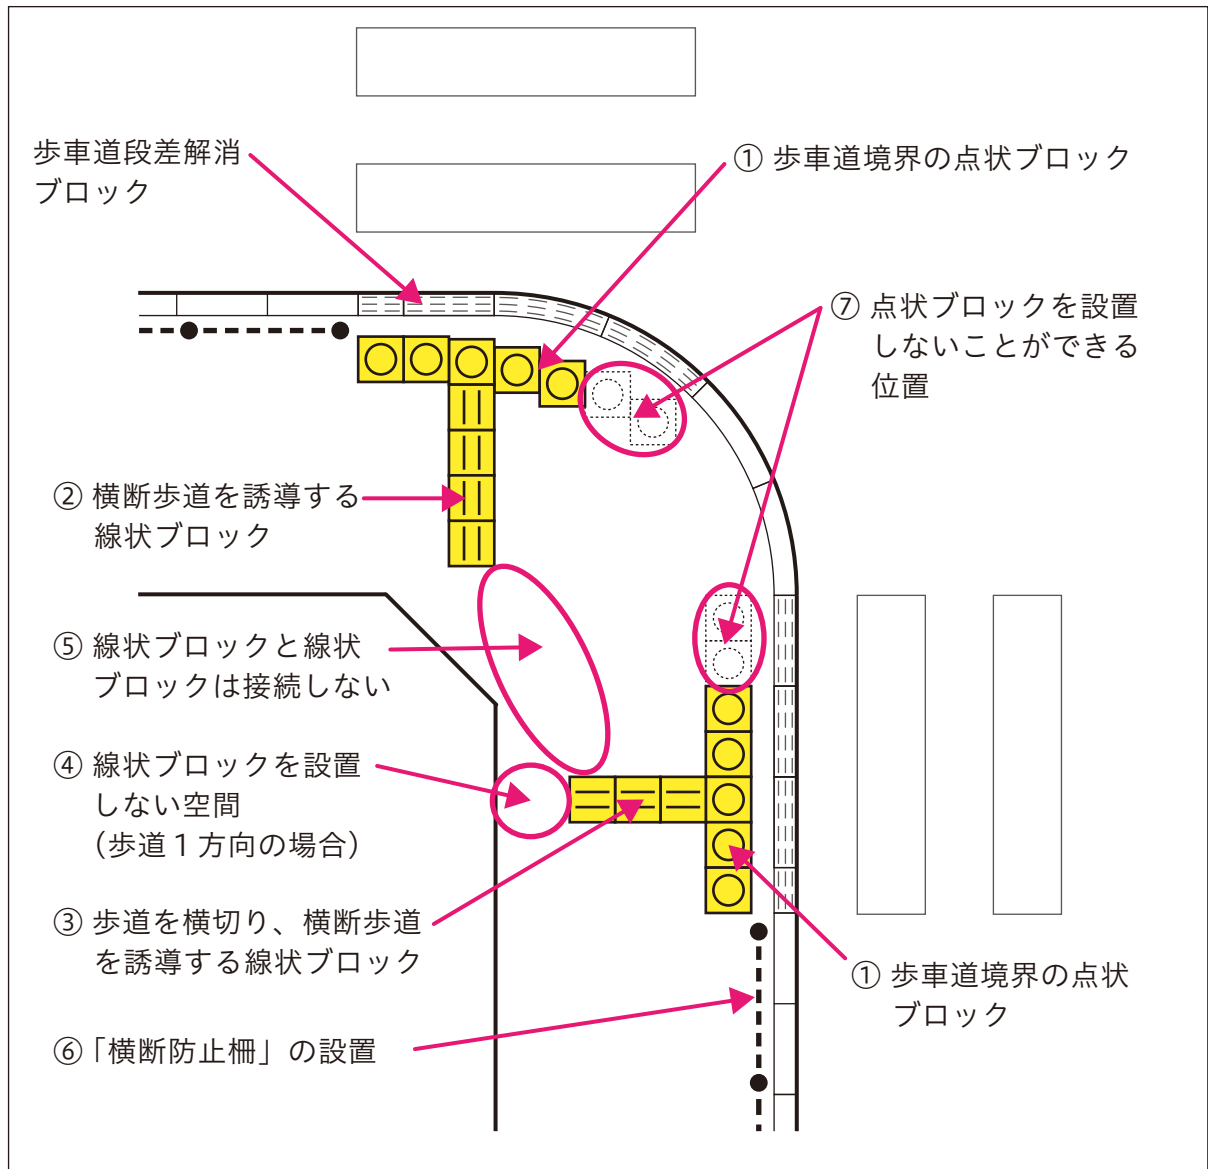 歩車道段差解消
ブロック
① 歩車道境界の点状ブロック
⑦ 点状ブロックを設置
しないことができる
位置
② 横断歩道を誘導する
線状ブロック
⑤ 線状ブロックと線状
ブロックは接続しない
④ 線状ブロックを設置
しない空間
（歩道１方向の場合）
③ 歩道を横切り、横断歩道
を誘導する線状ブロック
① 歩車道境界の点状
ブロック
⑥「横断防止柵」の設置